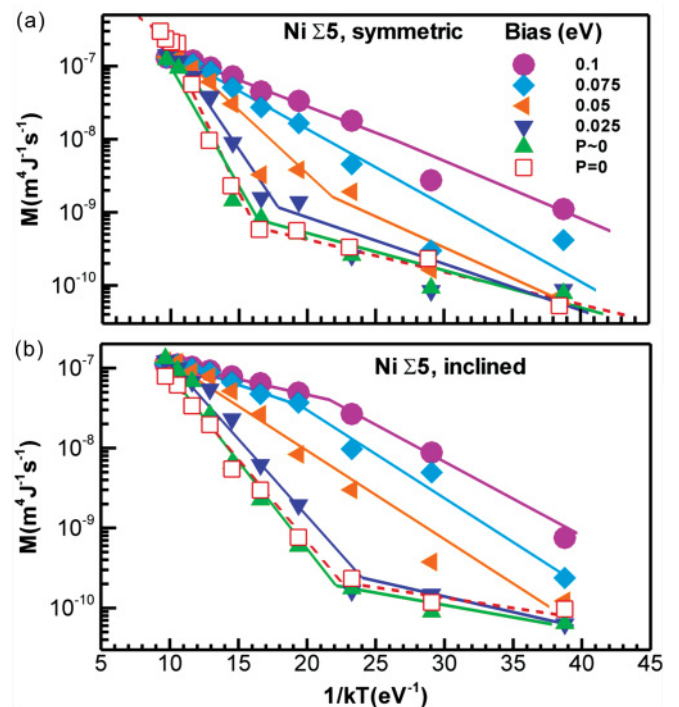 (a)
Ni Σ5, symmetric
Bias (eV)
0.1
0.075
0.05
0.025
P~0
P=0
M(m⁴J⁻¹s⁻¹)
10⁻⁷
10⁻⁸
10⁻⁹
10⁻¹⁰
(b)
Ni Σ5, inclined
M(m⁴J⁻¹s⁻¹)
10⁻⁷
10⁻⁸
10⁻⁹
10⁻¹⁰
5 10 15 20 25 30 35 40 45
1/kT(eV⁻¹)